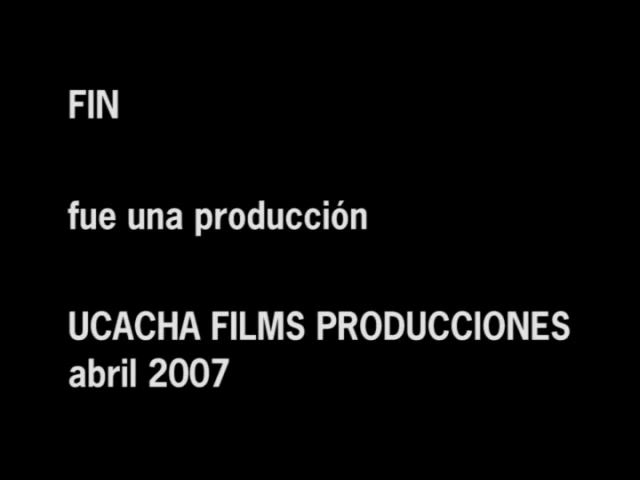 FIN
fue una producción
UCACHA FILMS PRODUCCIONES
abril 2007